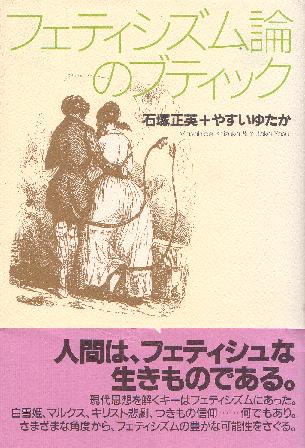 フェティシズム論
のブティック
石塚正英+やすいゆたか
人間は、フェティシュな
生きものである。
現代思想を解くキーはフェティシズムにあった。
白雪姫、マルクス、キリスト悲劇、つきもの信仰……何でもあり。
さまざまな角度から、フェティシズムの豊かな可能性をさぐる。